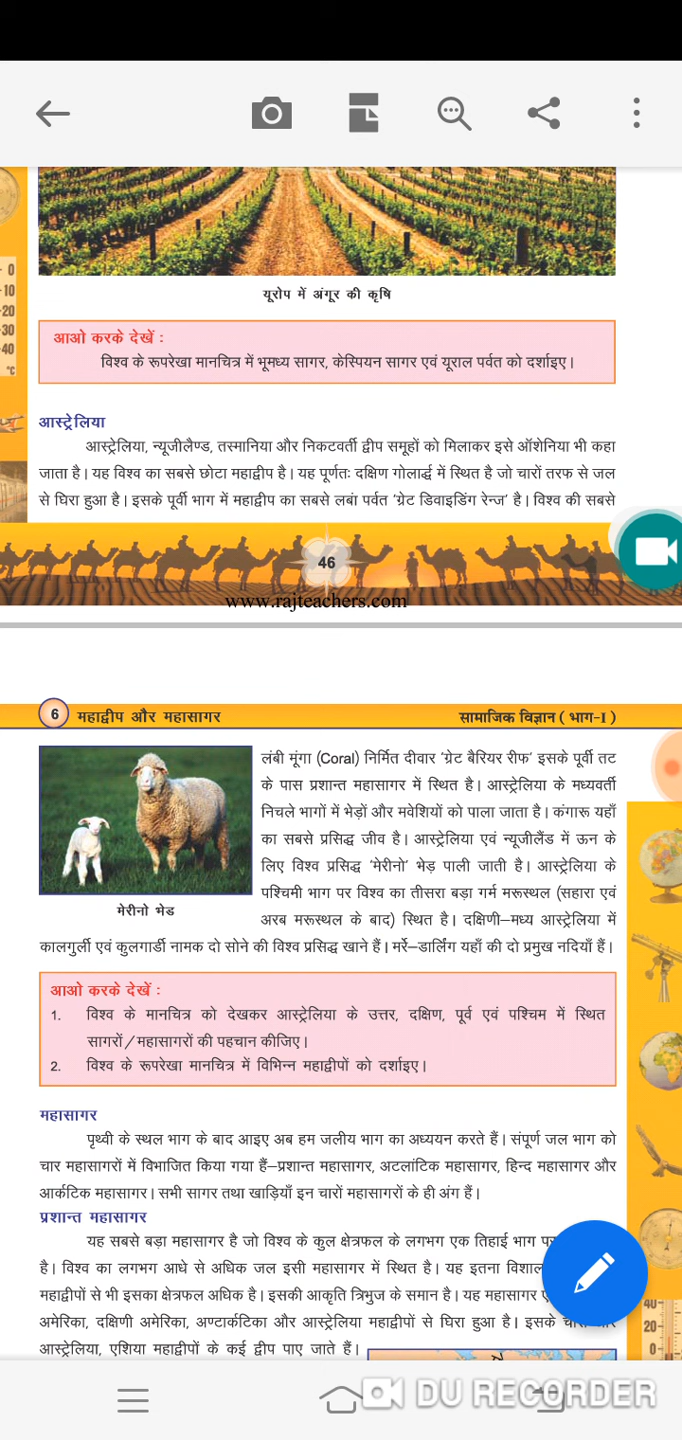 यूरोप में अंगूर की कृषि
आओ करके देखें :
विश्व के रूपरेखा मानचित्र में भूमध्य सागर, केस्पियन सागर एवं यूराल पर्वत को दर्शाइए।
आस्ट्रेलिया
आस्ट्रेलिया, न्यूजीलैण्ड, तस्मानिया और निकटवर्ती द्वीप समूहों को मिलाकर इसे ऑशेनिया भी कहा
जाता है। यह विश्व का सबसे छोटा महाद्वीप है। यह पूर्णतः दक्षिण गोलार्द्ध में स्थित है जो चारों तरफ से जल
से घिरा हुआ है। इसके पूर्वी भाग में महाद्वीप का सबसे लबां पर्वत 'ग्रेट डिवाइडिंग रेन्ज' है। विश्व की सबसे
0
10
20
30
40
°C
46
www.rajteachers.com
6 महाद्वीप और महासागर सामाजिक विज्ञान ( भाग-I )
लंबी मूंगा (Coral) निर्मित दीवार 'ग्रेट बैरियर रीफ' इसके पूर्वी तट
के पास प्रशान्त महासागर में स्थित है। आस्ट्रेलिया के मध्यवर्ती
निचले भागों में भेड़ों और मवेशियों को पाला जाता है। कंगारू यहाँ
का सबसे प्रसिद्ध जीव है। आस्ट्रेलिया एवं न्यूजीलैंड में ऊन के
लिए विश्व प्रसिद्ध 'मेरीनो' भेड़ पाली जाती है। आस्ट्रेलिया के
पश्चिमी भाग पर विश्व का तीसरा बड़ा गर्म मरूस्थल (सहारा एवं
अरब मरूस्थल के बाद) स्थित है। दक्षिणी–मध्य आस्ट्रेलिया में
मेरीनो भेड
कालगुर्ली एवं कुलगार्डी नामक दो सोने की विश्व प्रसिद्ध खाने हैं। मर्रे–डार्लिंग यहाँ की दो प्रमुख नदियाँ हैं।
आओ करके देखें :
1. विश्व के मानचित्र को देखकर आस्ट्रेलिया के उत्तर, दक्षिण, पूर्व एवं पश्चिम में स्थित
सागरों/महासागरों की पहचान कीजिए।
2. विश्व के रूपरेखा मानचित्र में विभिन्न महाद्वीपों को दर्शाइए।
महासागर
पृथ्वी के स्थल भाग के बाद आइए अब हम जलीय भाग का अध्ययन करते हैं। संपूर्ण जल भाग को
चार महासागरों में विभाजित किया गया हैं–प्रशान्त महासागर, अटलांटिक महासागर, हिन्द महासागर और
आर्कटिक महासागर। सभी सागर तथा खाड़ियाँ इन चारों महासागरों के ही अंग हैं।
प्रशान्त महासागर
यह सबसे बड़ा महासागर है जो विश्व के कुल क्षेत्रफल के लगभग एक तिहाई भाग
है। विश्व का लगभग आधे से अधिक जल इसी महासागर में स्थित है। यह इतना विशाल
महाद्वीपों से भी इसका क्षेत्रफल अधिक है। इसकी आकृति त्रिभुज के समान है। यह महासागर
अमेरिका, दक्षिणी अमेरिका, अण्टार्कटिका और आस्ट्रेलिया महाद्वीपों से घिरा हुआ है। इसके
आस्ट्रेलिया, एशिया महाद्वीपों के कई द्वीप पाए जाते हैं।
40
20
0
DU RECORDER